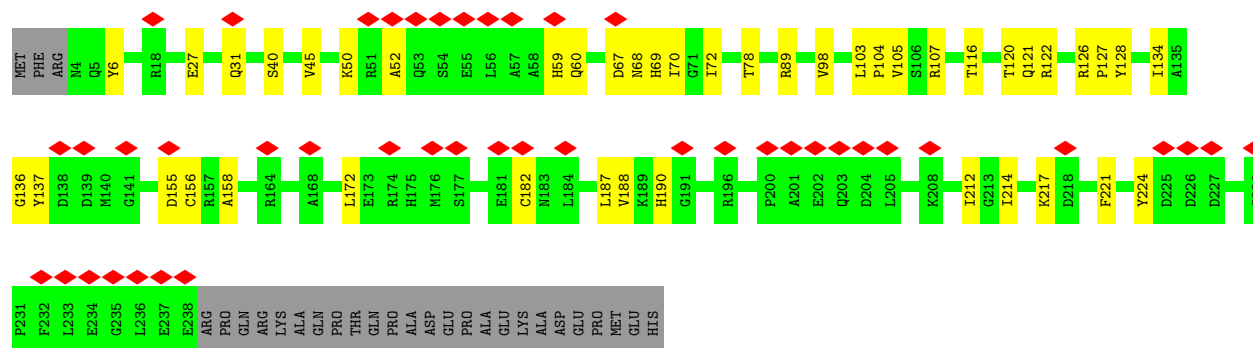 MET PHE ARG N4 Q5 Y6 R18 E27 Q31 S40 V45 K50 R51 A52 Q53 S54 E55 L56 A57 A58 H59 Q60 D67 N68 H69 I70 G71 I72 T78 R89 V98 L103 P104 V105 S106 R107 T116 T120 Q121 R122 R126 P127 Y128 I134 A135
G136 Y137 D138 D139 M140 G141 D155 C156 R157 A158 R164 A168 L172 E173 R174 H175 M176 S177 E181 C182 N183 L184 L187 V188 K189 H190 G191 R196 P200 A201 E202 Q203 D204 L205 K208 I212 G213 I214 K217 D218 F221 Y224 D225 D226 D227
P231 F232 L233 E234 G235 L236 E237 E238 ARG PRO GLN ARG LYS ALA GLN PRO THR GLN PRO ALA ASP GLU PRO ALA GLU LYS ALA ASP GLU PRO MET GLU HIS